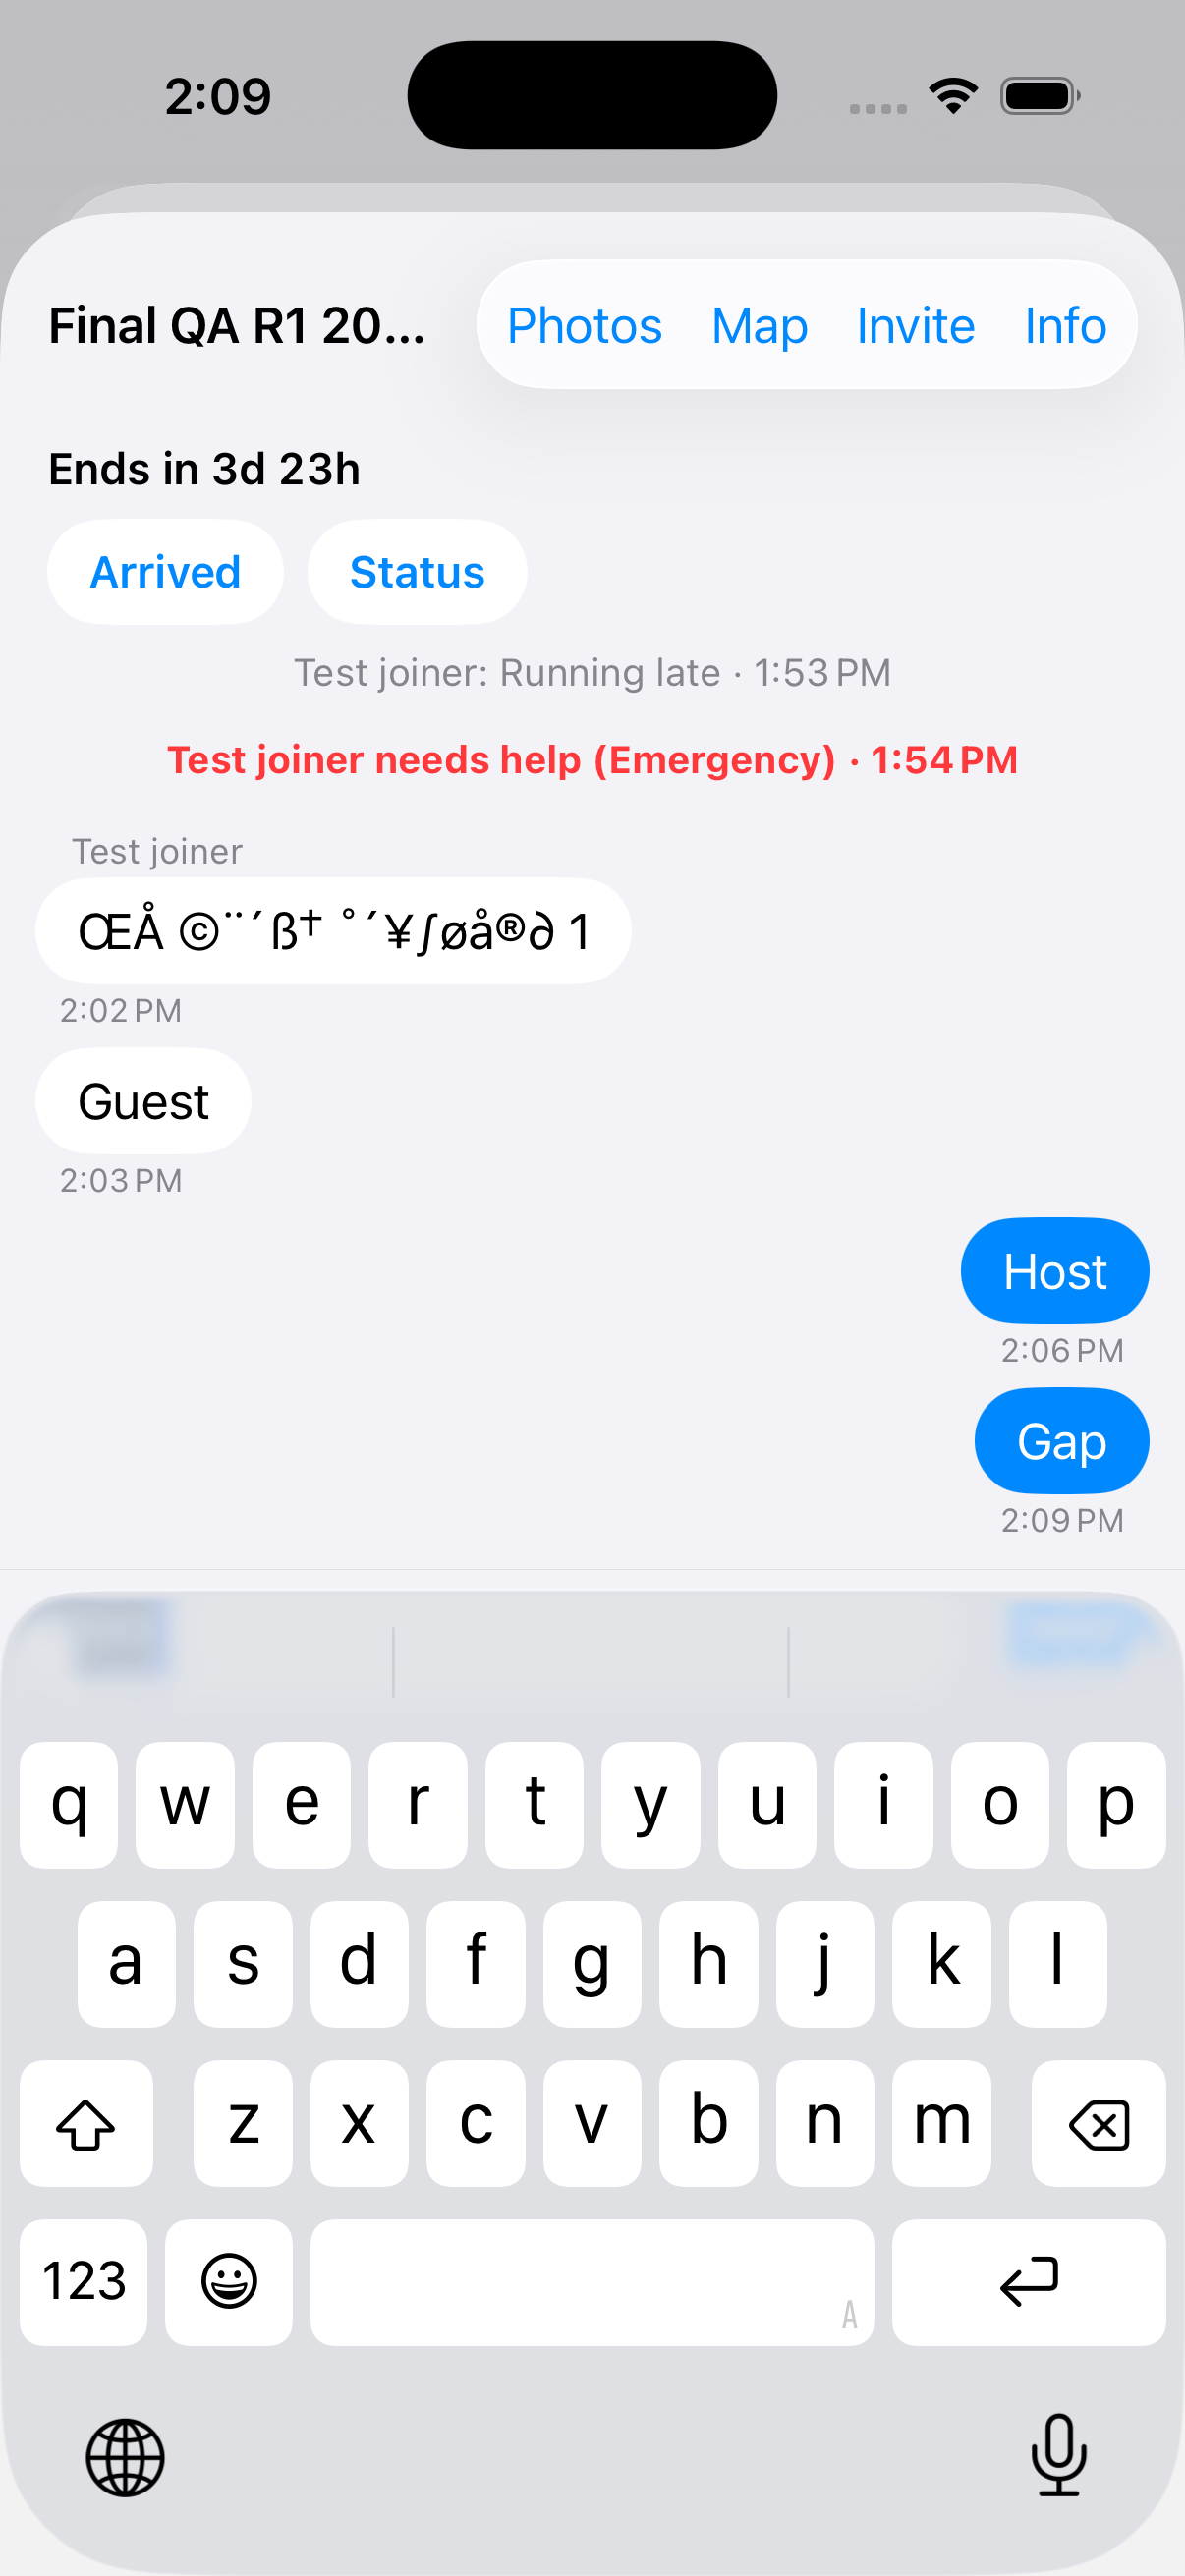 2:09
Final QA R1 20... Photos Map Invite Info
Ends in 3d 23h
Arrived Status
Test joiner: Running late · 1:53 PM
Test joiner needs help (Emergency) · 1:54 PM
Test joiner
ŒÅ ©¨´ß† ˚´¥ʃøå®∂ 1
2:02 PM
Guest
2:03 PM
Host
2:06 PM
Gap
2:09 PM
q w e r t y u i o p
a s d f g h j k l
z x c v b n m
123
A